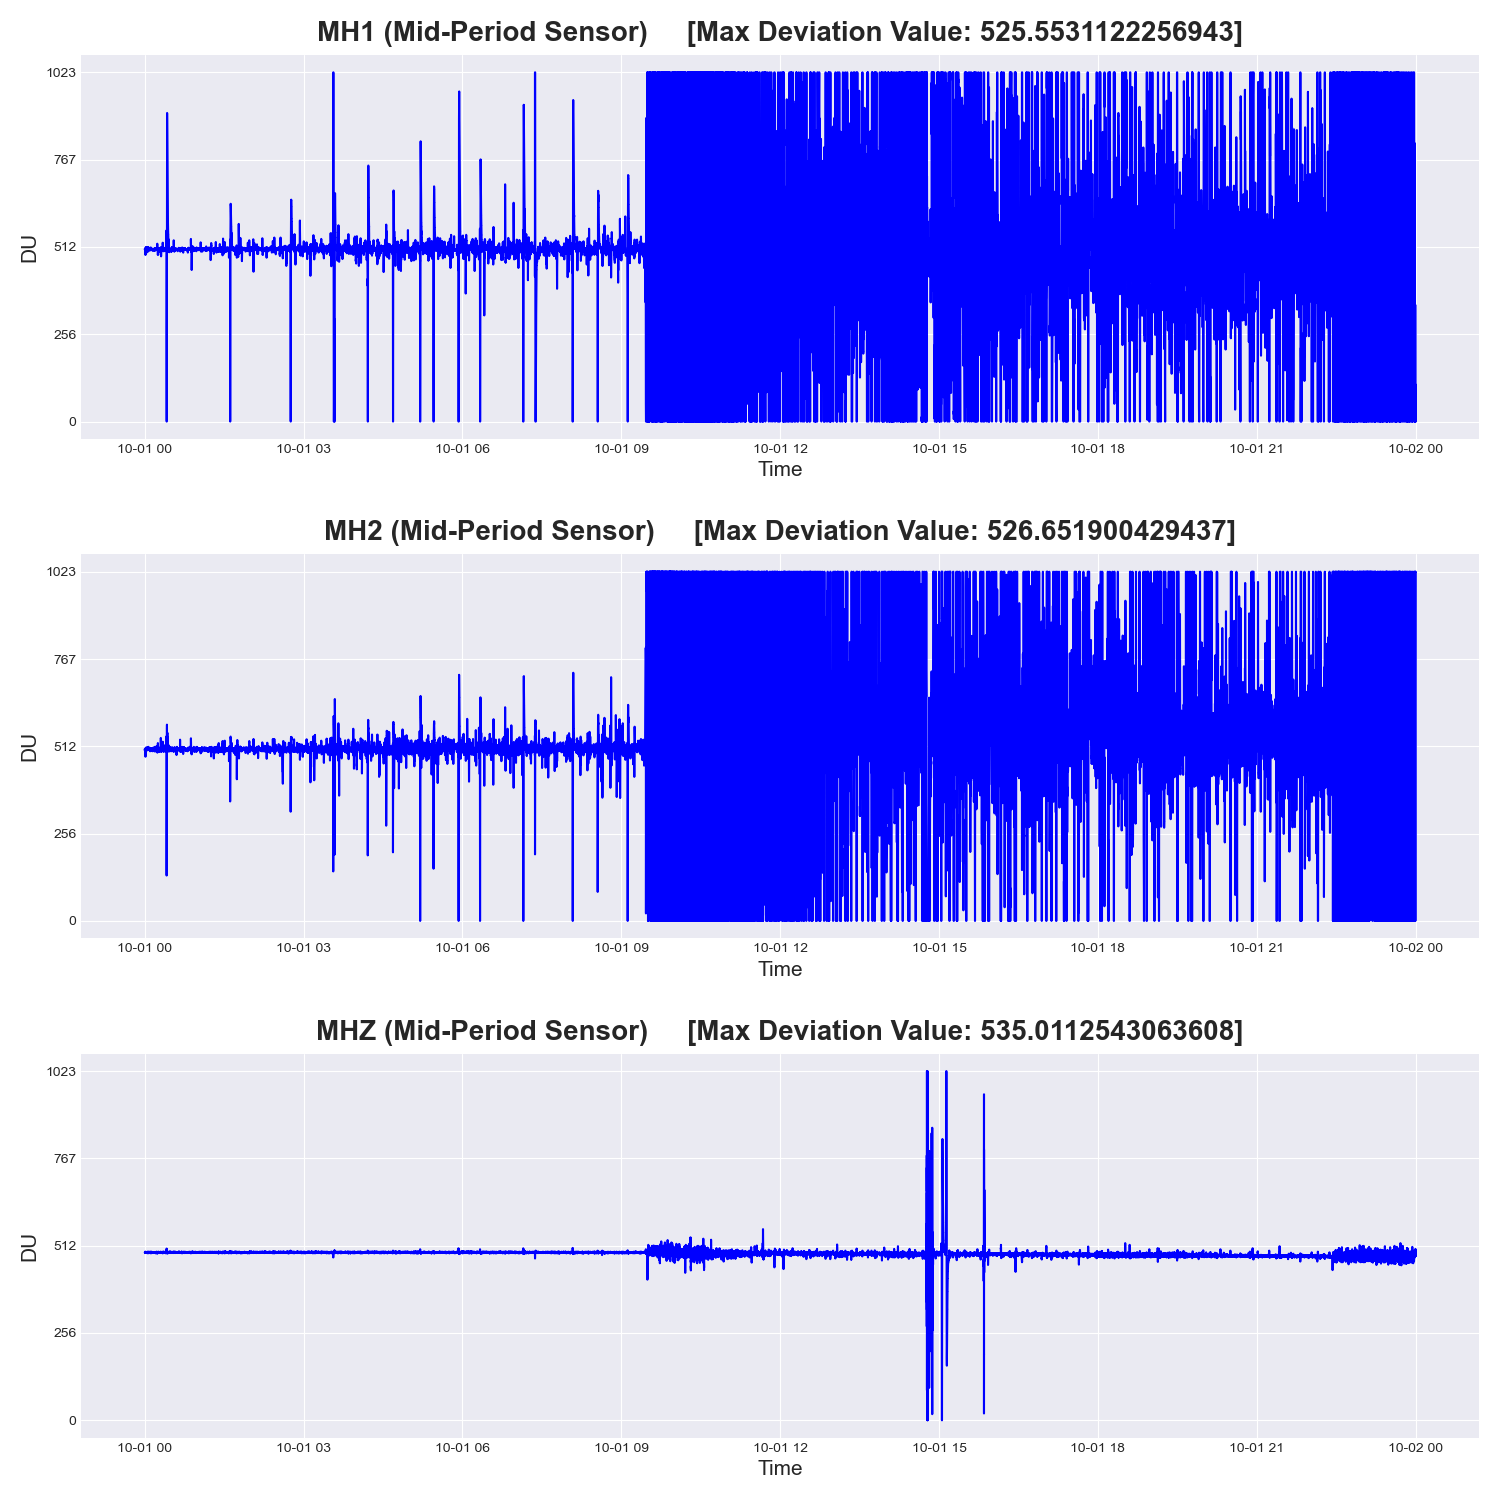 MH1 (Mid-Period Sensor) [Max Deviation Value: 525.5531122256943]
1023
767
512
256
0
DU
10-01 00 10-01 03 10-01 06 10-01 09 10-01 12 10-01 15 10-01 18 10-01 21 10-02 00
Time
MH2 (Mid-Period Sensor) [Max Deviation Value: 526.651900429437]
1023
767
512
256
0
DU
10-01 00 10-01 03 10-01 06 10-01 09 10-01 12 10-01 15 10-01 18 10-01 21 10-02 00
Time
MHZ (Mid-Period Sensor) [Max Deviation Value: 535.0112543063608]
1023
767
512
256
0
DU
10-01 00 10-01 03 10-01 06 10-01 09 10-01 12 10-01 15 10-01 18 10-01 21 10-02 00
Time